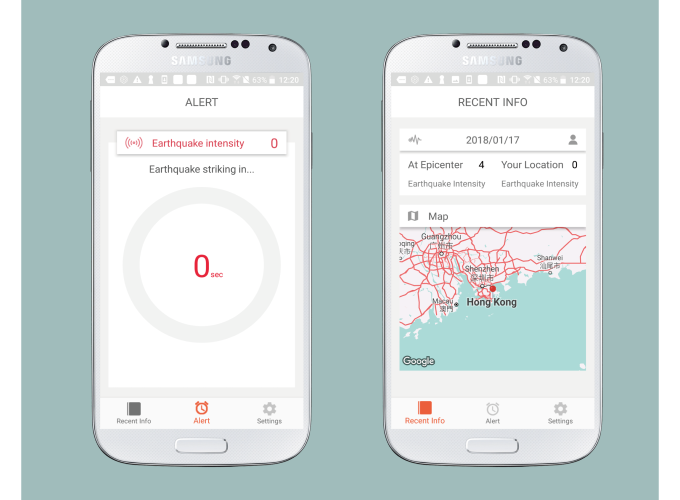 SAMSUNG
63% 12:20
ALERT
Earthquake intensity 0
Earthquake striking in...
0 sec
Recent Info
Alert
Settings
SAMSUNG
63% 12:20
RECENT INFO
2018/01/17
At Epicenter 4 Your Location 0
Earthquake Intensity Earthquake Intensity
Map
Guangzhou
广州市
Shanwei
汕尾市
Shenzhen
深圳市
Macau
澳門
Hong Kong
Google
Recent Info
Alert
Settings